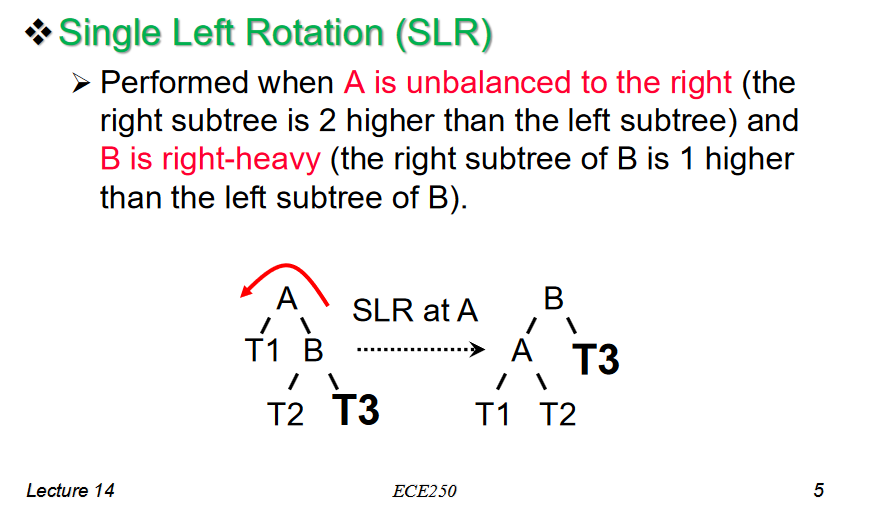 ❖ Single Left Rotation (SLR)
➢ Performed when A is unbalanced to the right (the
right subtree is 2 higher than the left subtree) and
B is right-heavy (the right subtree of B is 1 higher
than the left subtree of B).
A SLR at A B
T1 B A T3
T2 T3 T1 T2
Lecture 14 ECE250 5